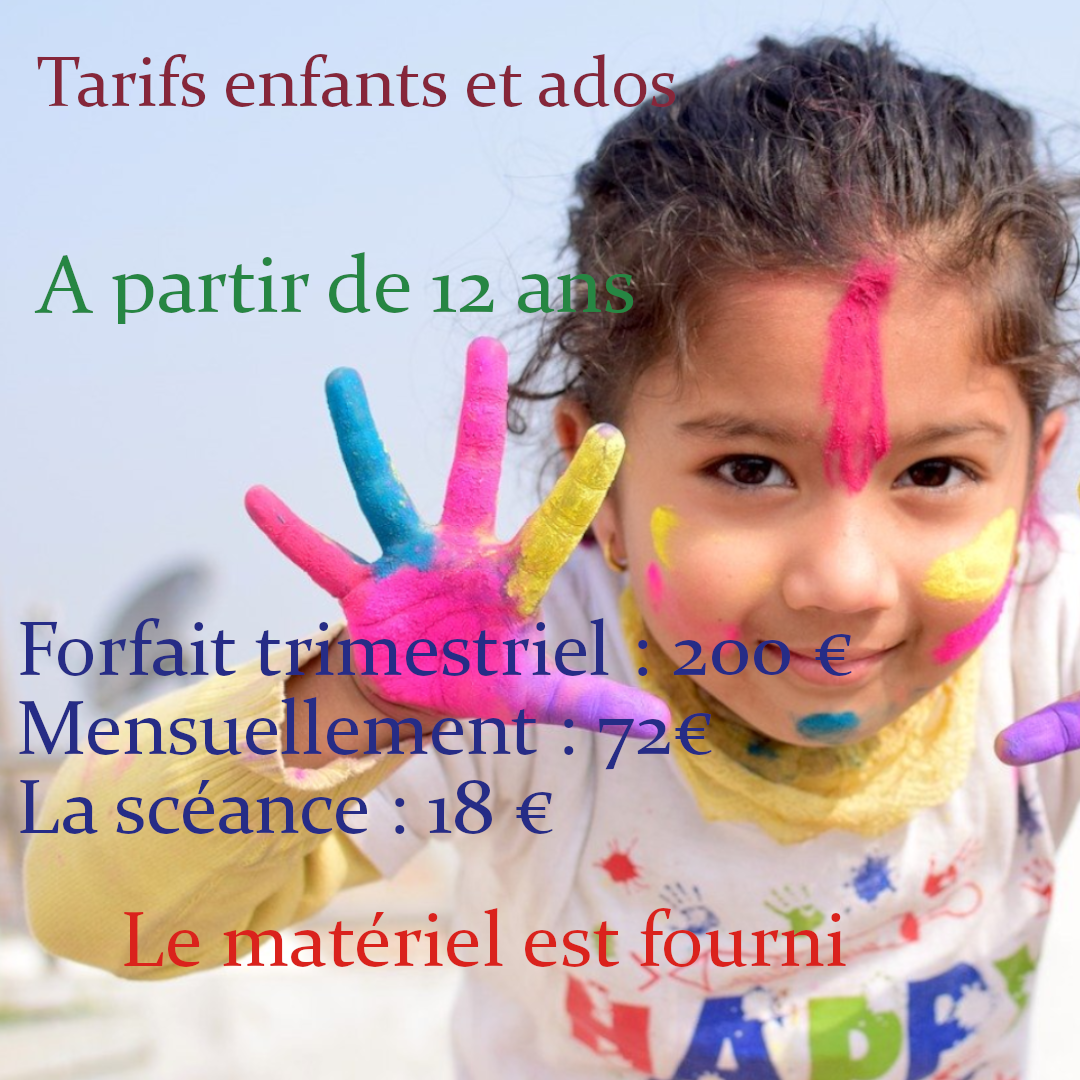 Tarifs enfants et ados
A partir de 12 ans
Forfait trimestriel : 200 €
Mensuellement : 72€
La scéance : 18 €
Le matériel est fourni
HAPP